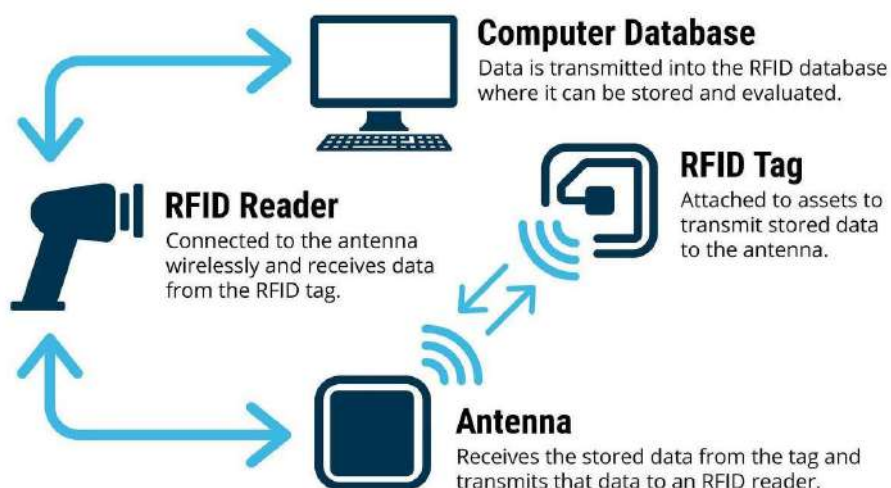 Computer Database
Data is transmitted into the RFID database
where it can be stored and evaluated.
RFID Tag
Attached to assets to
transmit stored data
to the antenna.
RFID Reader
Connected to the antenna
wirelessly and receives data
from the RFID tag.
Antenna
Receives the stored data from the tag and
transmits that data to an RFID reader.